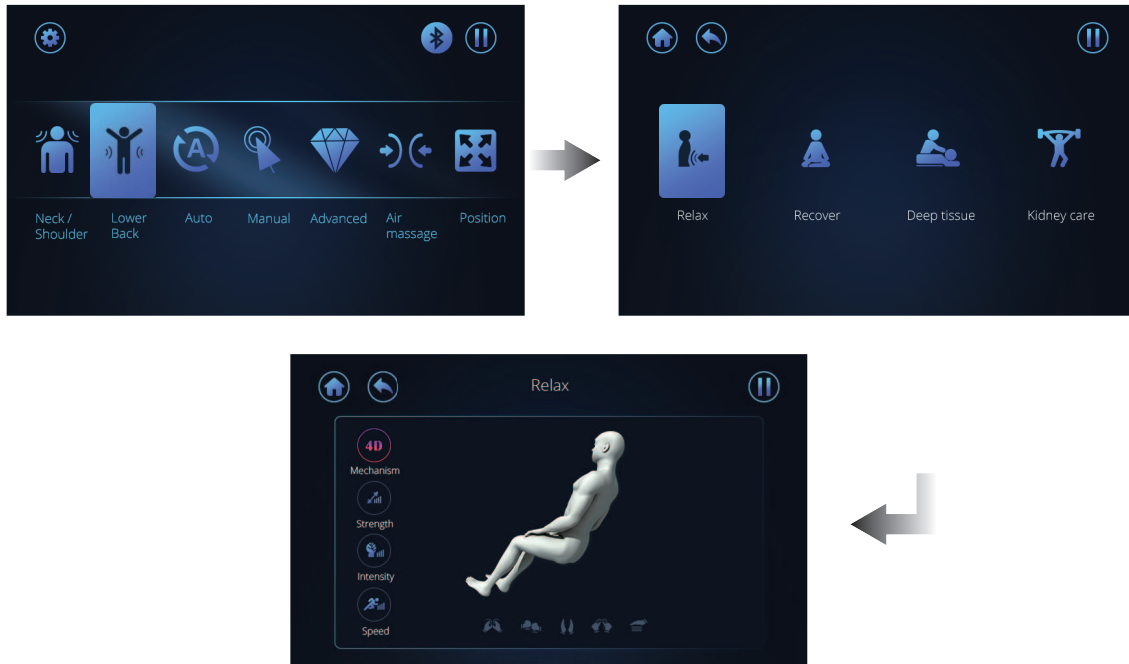 A
Neck /
Shoulder
Lower
Back
Auto
Manual
Advanced
Air
massage
Position
Relax
Recover
Deep tissue
Kidney care
Relax
4D
Mechanism
Strength
Intensity
Speed